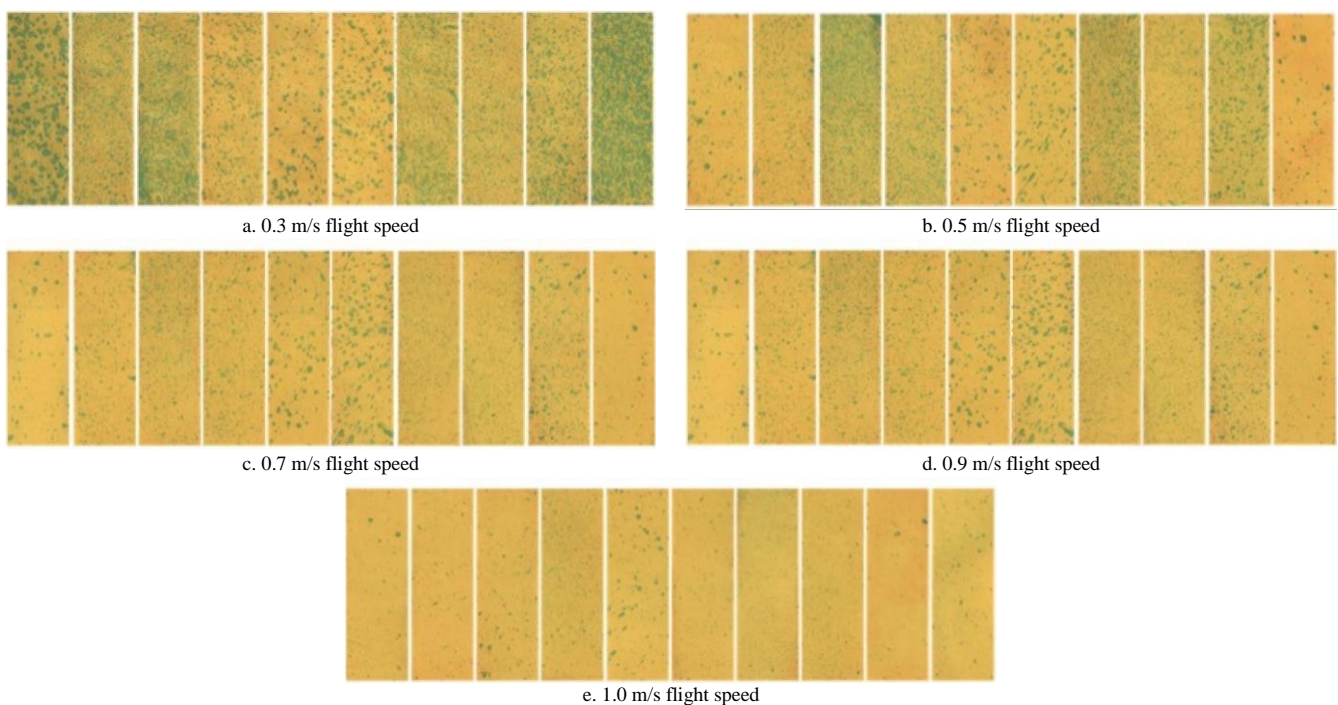 a. 0.3 m/s flight speed
b. 0.5 m/s flight speed
c. 0.7 m/s flight speed
d. 0.9 m/s flight speed
e. 1.0 m/s flight speed